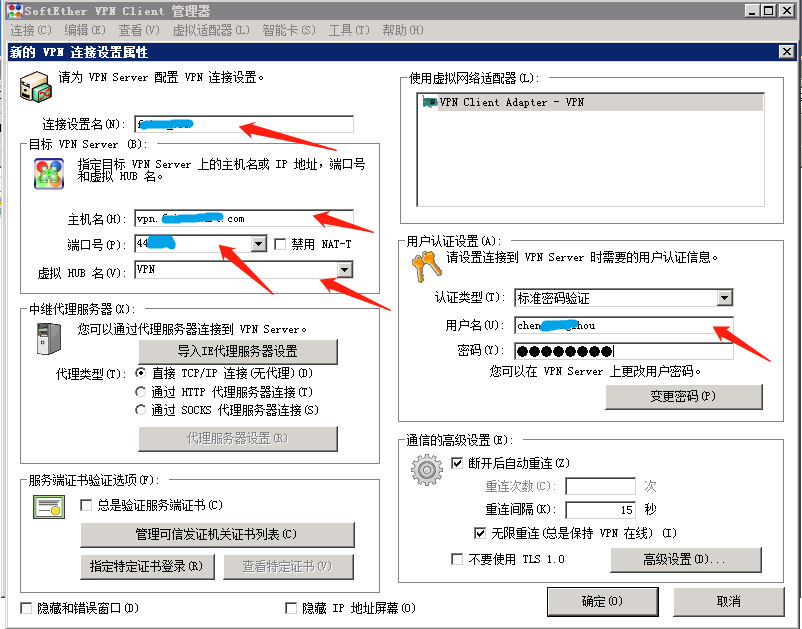 SoftEther VPN Client 管理器
连接(C) 编辑(E) 查看(V) 虚拟适配器(L) 智能卡(S) 工具(T) 帮助(H)
新的 VPN 连接设置属性
请为 VPN Server 配置 VPN 连接设置。
连接设置名(N):
目标 VPN Server (B):
指定目标 VPN Server 上的主机名或 IP 地址,端口号
和虚拟 HUB 名。
主机名(H): vpn. .com
端口号(P): 44
禁用 NAT-T
虚拟 HUB 名(V): VPN
中继代理服务器(X):
您可以通过代理服务器连接到 VPN Server。
导入IE代理服务器设置
代理类型(T): 直接 TCP/IP 连接(无代理)(D)
通过 HTTP 代理服务器连接(T)
通过 SOCKS 代理服务器连接(S)
代理服务器设置(R)
服务端证书验证选项(F):
总是验证服务端证书(C)
管理可信发证机关证书列表(C)
指定特定证书登录(R) 查看特定证书(V)
隐藏和错误窗口(D)
隐藏 IP 地址屏幕(O)
使用虚拟网络适配器(L):
VPN Client Adapter - VPN
用户认证设置(A):
请设置连接到 VPN Server 时需要的用户认证信息。
认证类型(T): 标准密码验证
用户名(U): chen hou
密码(Y): ●●●●●●●●
您可以在 VPN Server 上更改用户密码。
变更密码(P)
通信的高级设置(E):
断开后自动重连(Z)
重连次数(C): 次
重连间隔(K): 15 秒
无限重连(总是保持 VPN 在线) (I)
不要使用 TLS 1.0
高级设置(D)...
确定(O) 取消